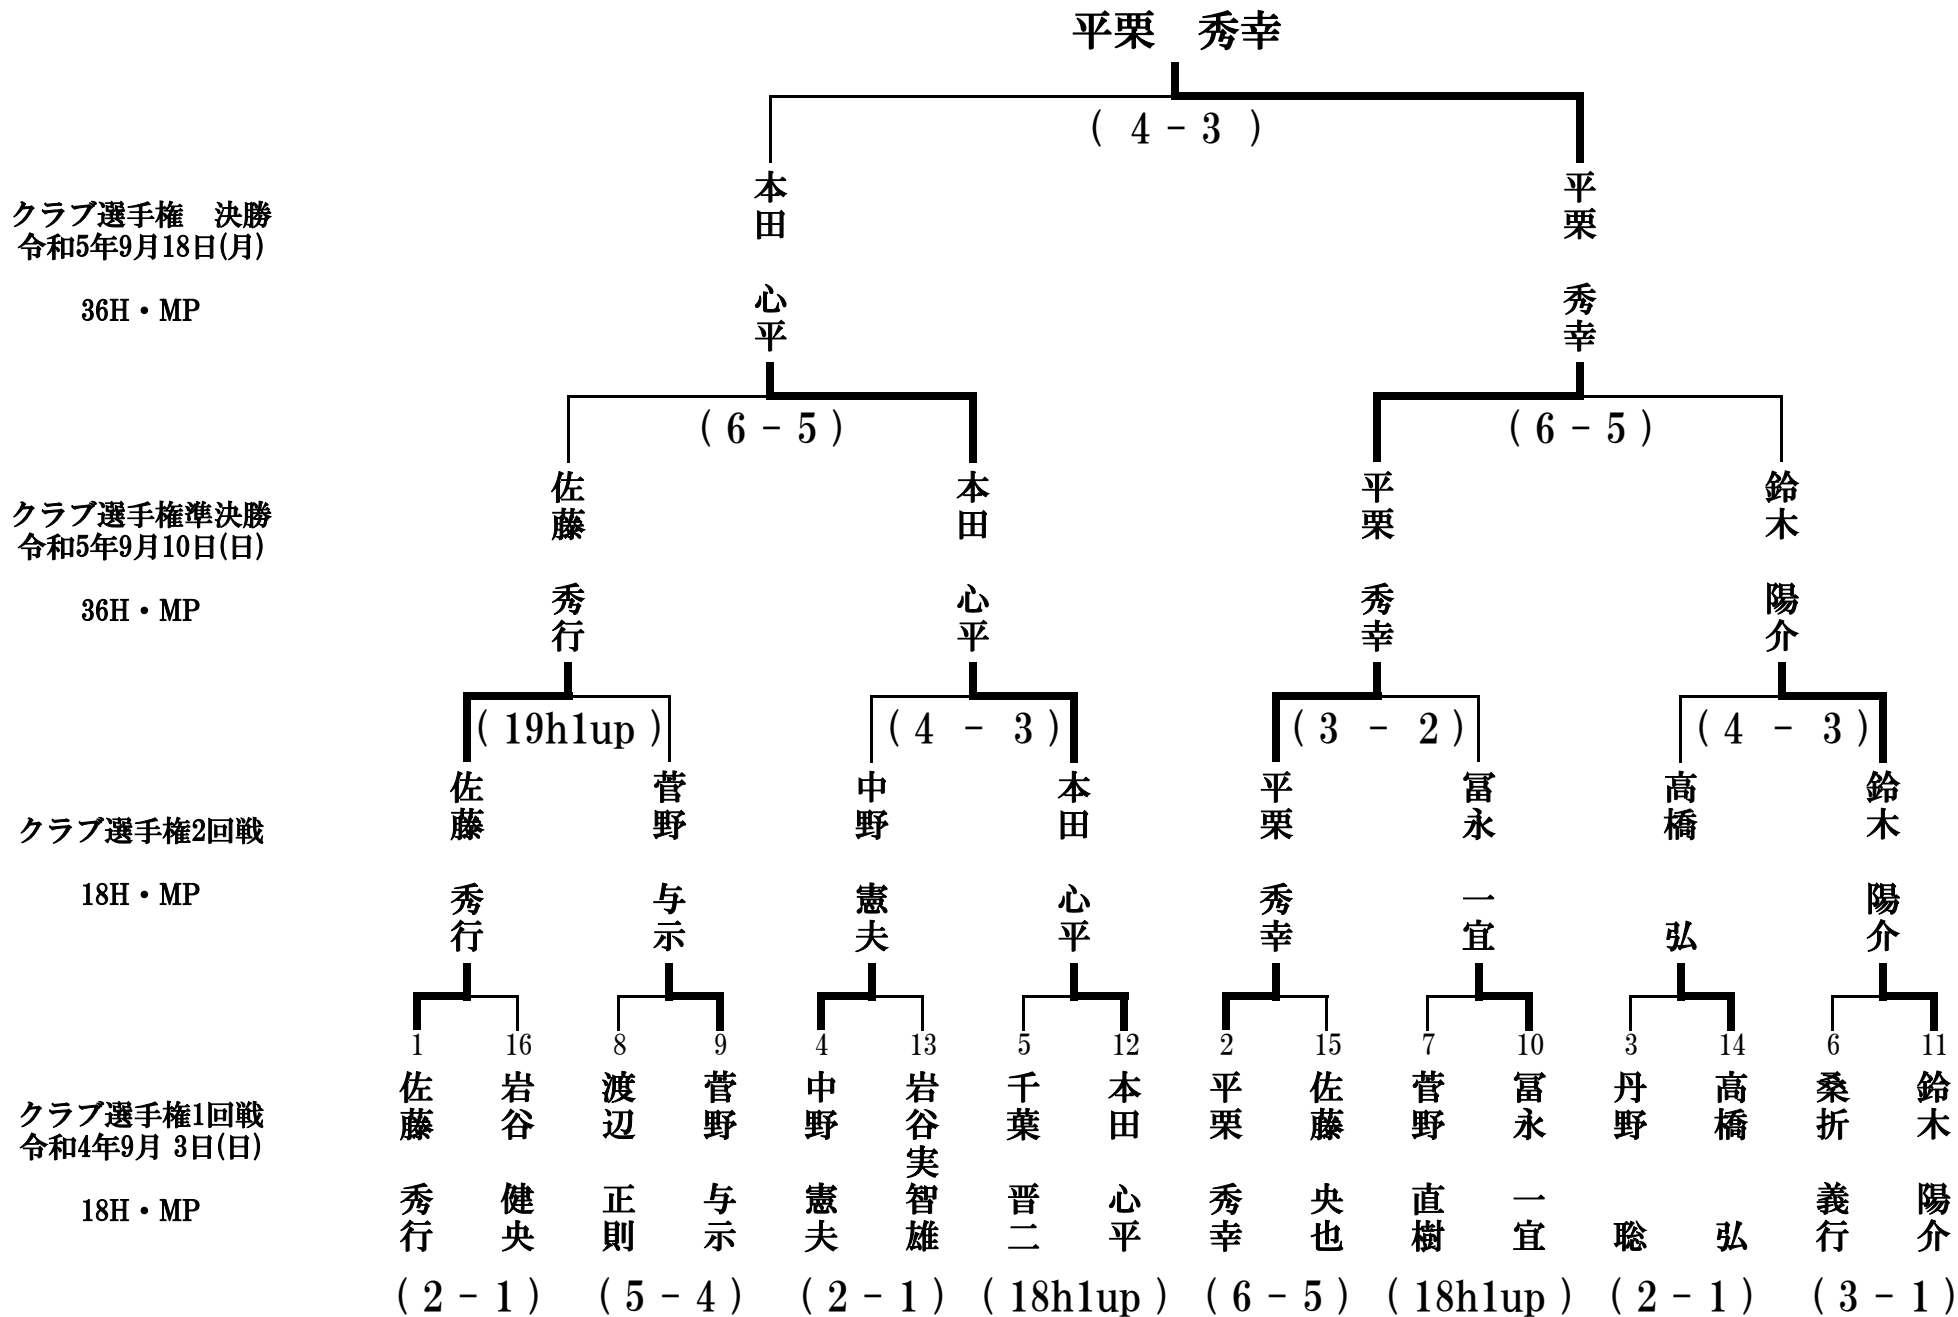 平栗　秀幸
( 4 - 3 )
クラブ選手権　決勝
令和5年9月18日(月)
36H・MP
本田　心平
平栗　秀幸
( 6 - 5 )
( 6 - 5 )
クラブ選手権準決勝
令和5年9月10日(日)
36H・MP
佐藤　秀行
本田　心平
平栗　秀幸
鈴木　陽介
( 19h1up )
( 4 - 3 )
( 3 - 2 )
( 4 - 3 )
クラブ選手権2回戦
18H・MP
佐藤　秀行
菅野　与示
中野　憲夫
本田　心平
平栗　秀幸
冨永　一宜
高橋　弘
鈴木　陽介
クラブ選手権1回戦
令和4年9月 3日(日)
18H・MP
1
佐藤　秀行
16
岩谷　健央
8
渡辺　正則
9
菅野　与示
4
中野　憲夫
13
岩谷実智雄
5
千葉　晋二
12
本田　心平
2
平栗　秀幸
15
佐藤　央也
7
菅野　直樹
10
冨永　一宜
3
丹野　聡
14
高橋　弘
6
桑折　義行
11
鈴木　陽介
( 2 - 1 )
( 5 - 4 )
( 2 - 1 )
( 18h1up )
( 6 - 5 )
( 18h1up )
( 2 - 1 )
( 3 - 1 )